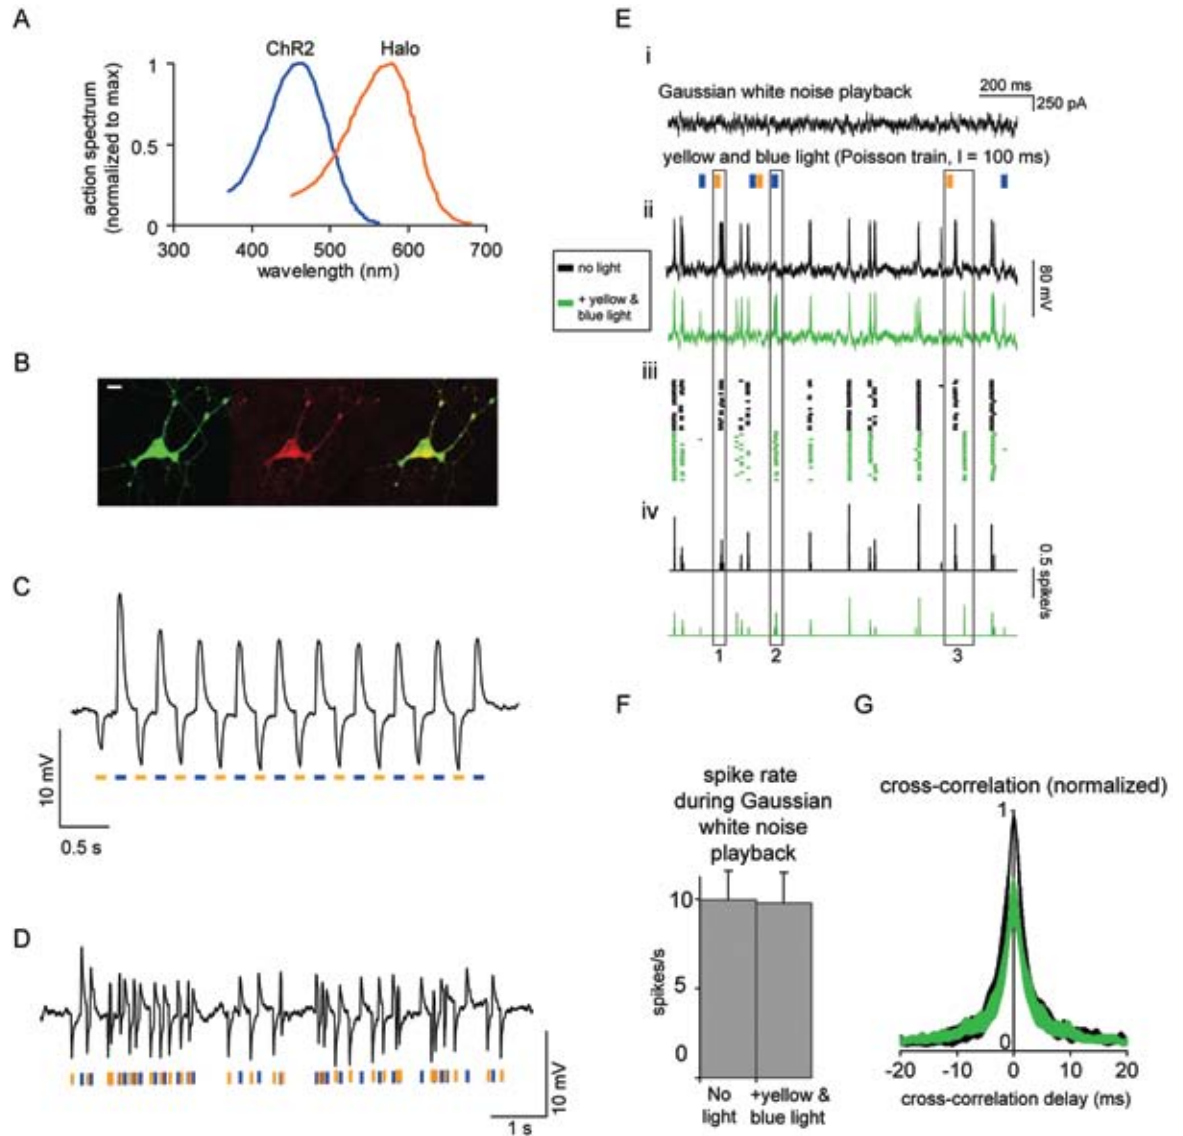 A
ChR2
Halo
action spectrum
(normalized to max)
1
0.5
0
300
400
500
600
700
wavelength (nm)
B
C
10 mV
0.5 s
D
10 mV
1 s
E
i
Gaussian white noise playback
200 ms
250 pA
yellow and blue light (Poisson train, l = 100 ms)
ii
no light
+ yellow &
blue light
80 mV
iii
iv
0.5 spike/s
1
2
3
F
spike rate
during Gaussian
white noise
playback
spikes/s
10
5
0
No
light
+yellow &
blue light
G
cross-correlation (normalized)
1
0
-20
-10
0
10
20
cross-correlation delay (ms)